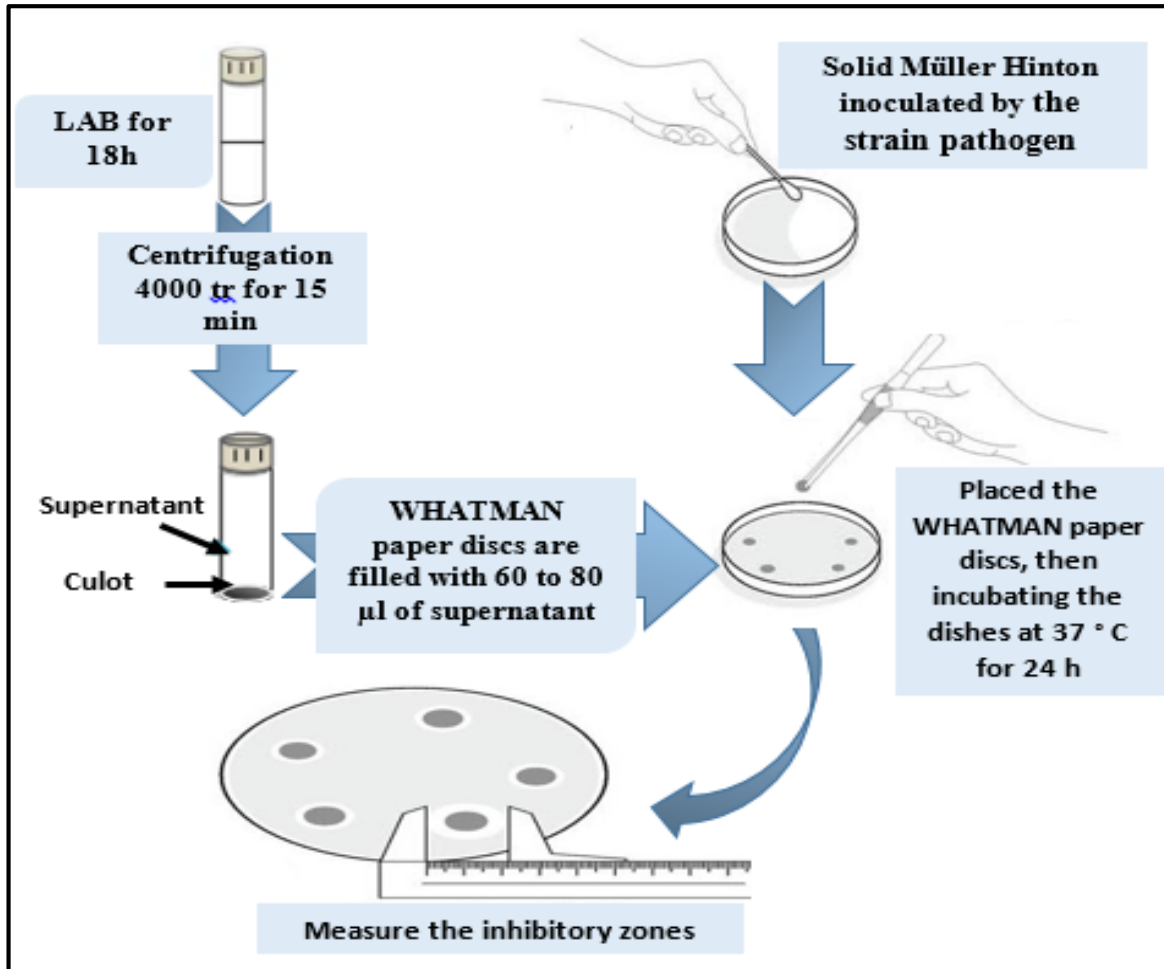 LAB for
18h
Solid Müller Hinton
inoculated by the
strain pathogen
Centrifugation
4000 tr for 15
min
Supernatant
Culot
WHATMAN
paper discs are
filled with 60 to 80
µl of supernatant
Placed the
WHATMAN paper
discs, then
incubating the
dishes at 37 ° C
for 24 h
Measure the inhibitory zones